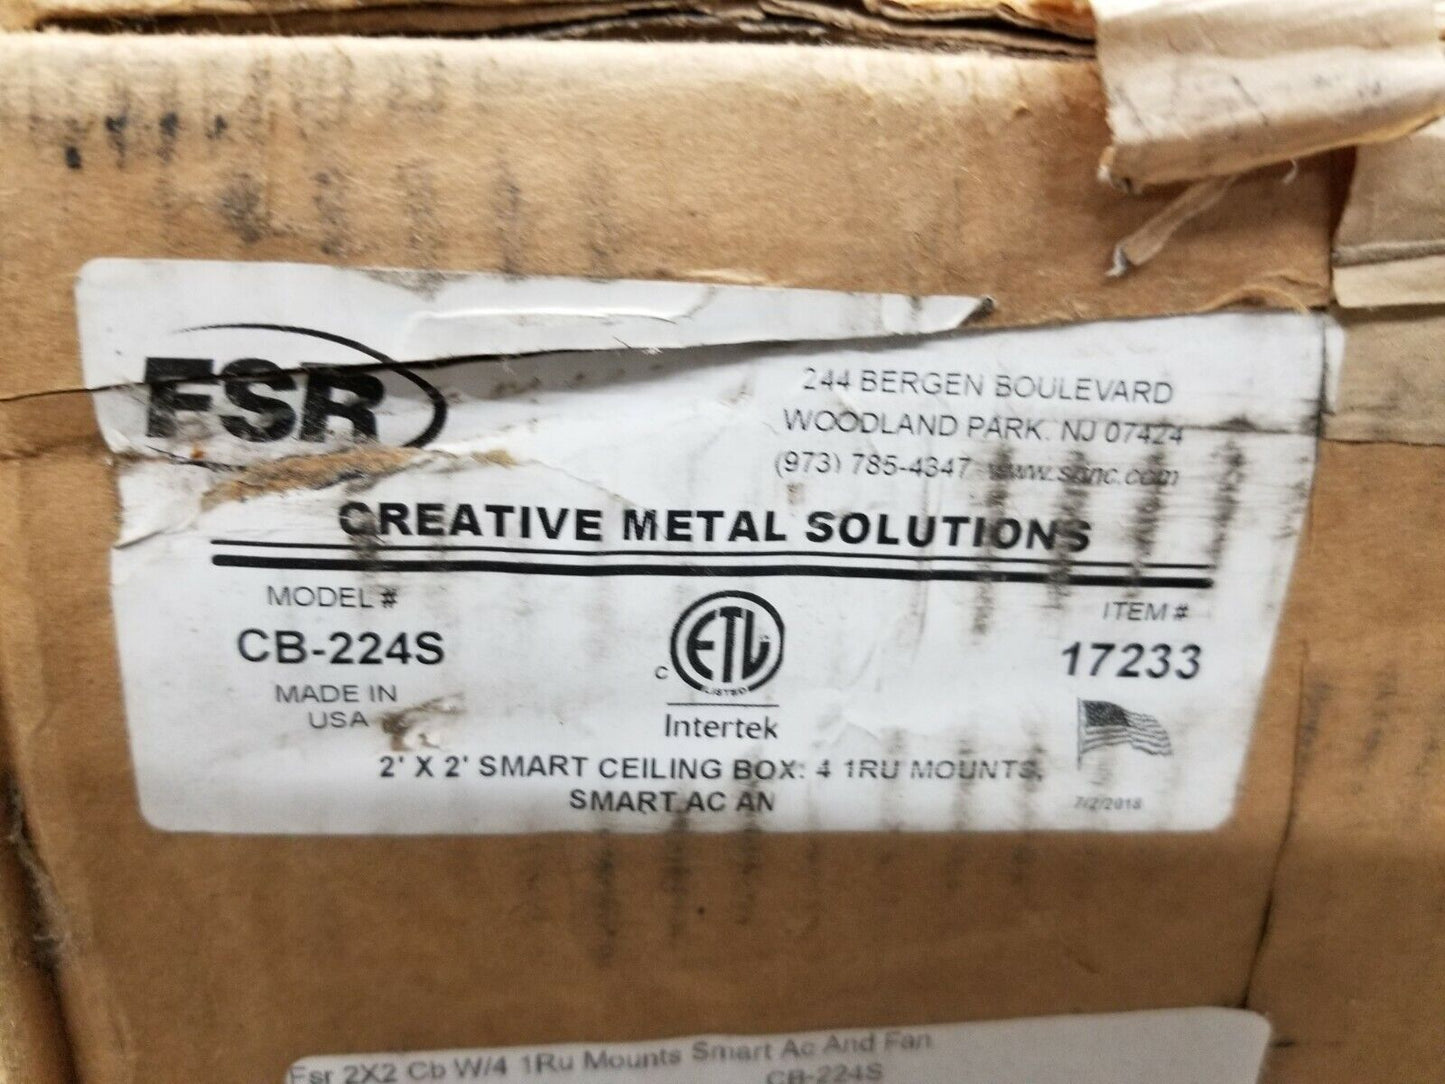 FSR
244 BERGEN BOULEVARD
WOODLAND PARK. NJ 07424
(973) 785-4347
CREATIVE METAL SOLUTIONS
MODEL #
CB-224S
MADE IN
USA
C
ETL
LISTED
Intertek
ITEM #
17233
2' X 2' SMART CEILING BOX: 4 1RU MOUNTS,
SMART AC AN
7/2/2018
Fsr 2X2 Cb W/4 1Ru Mounts Smart Ac And Fan
CB-224S